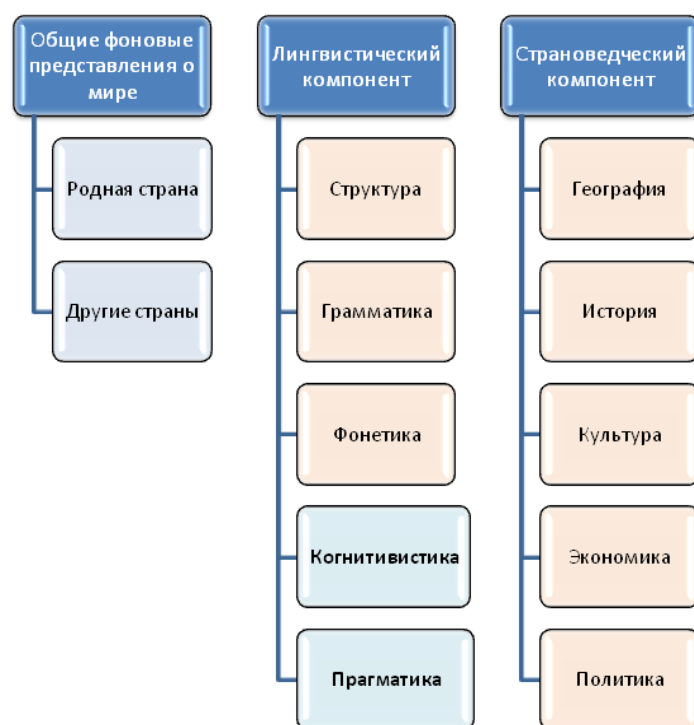 Общие фоновые
представления о
мире
Родная страна
Другие страны
Лингвистический
компонент
Структура
Грамматика
Фонетика
Когнитивистика
Прагматика
Страноведческий
компонент
География
История
Культура
Экономика
Политика